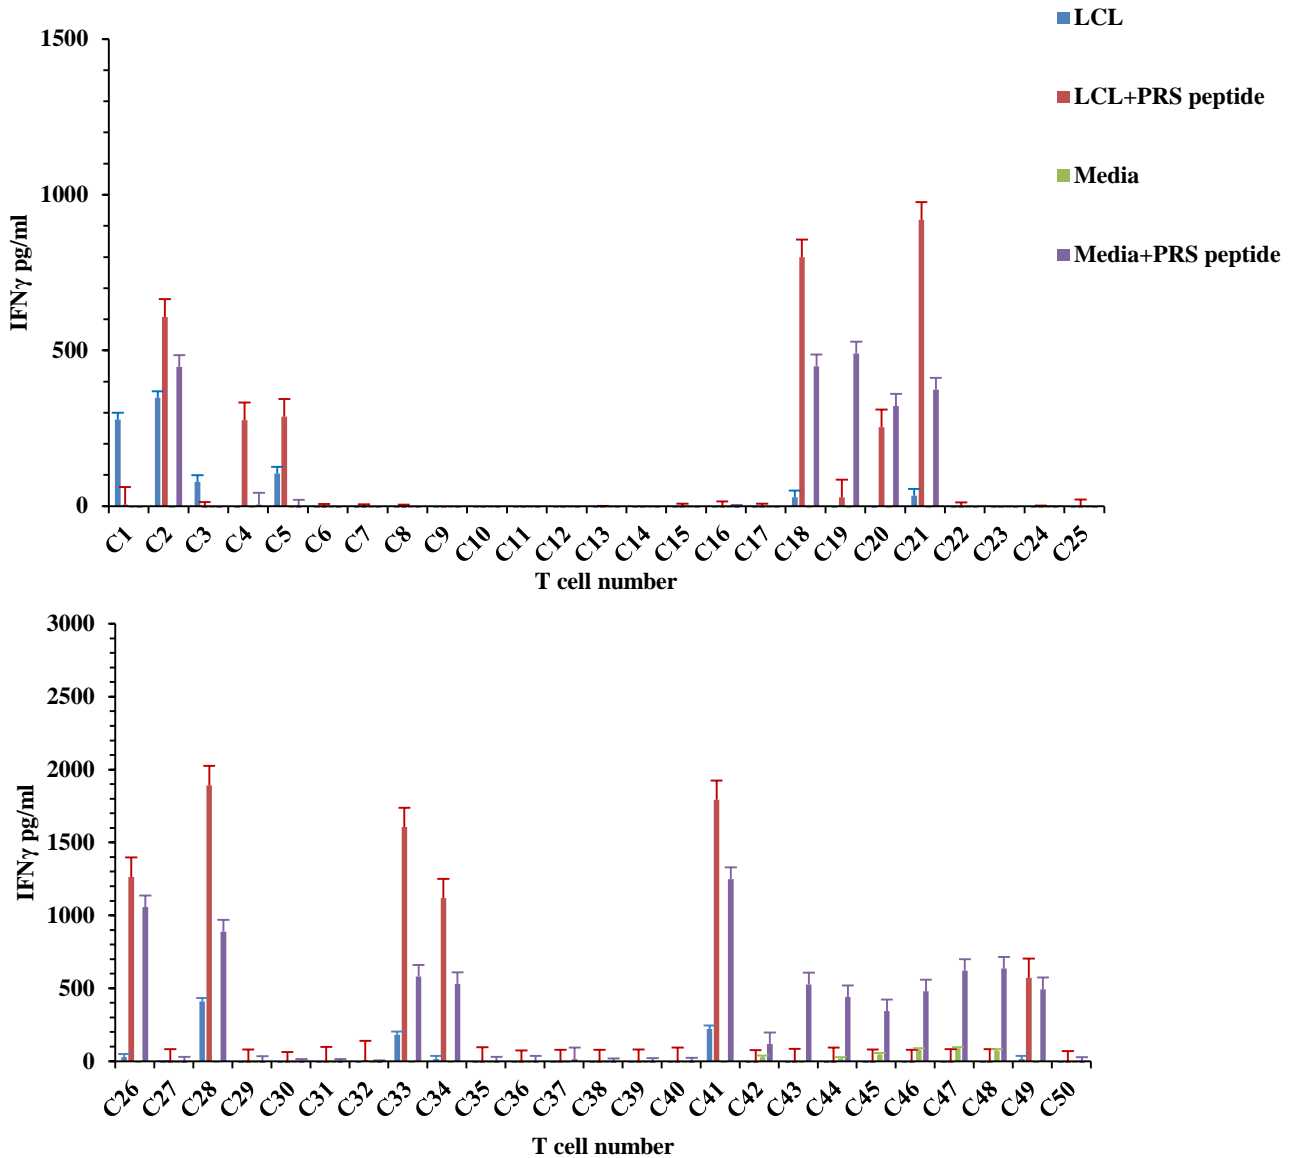 LCL
LCL+PRS peptide
Media
Media+PRS peptide
IFNγ pg/ml
1500
1000
500
0
C1 C2 C3 C4 C5 C6 C7 C8 C9 C10 C11 C12 C13 C14 C15 C16 C17 C18 C19 C20 C21 C22 C23 C24 C25
T cell number
IFNγ pg/ml
3000
2500
2000
1500
1000
500
0
C26 C27 C28 C29 C30 C31 C32 C33 C34 C35 C36 C37 C38 C39 C40 C41 C42 C43 C44 C45 C46 C47 C48 C49 C50
T cell number